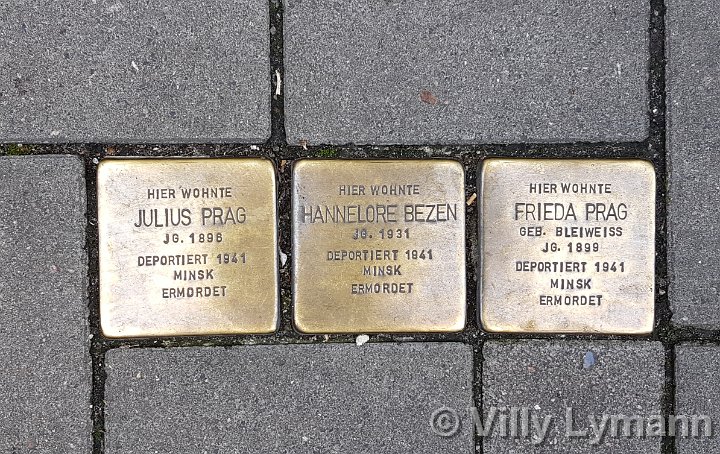 HIER WOHNTE
JULIUS PRAG
JG. 1896
DEPORTIERT 1941
MINSK
ERMORDET
HIER WOHNTE
HANNELORE BEZEN
JG. 1931
DEPORTIERT 1941
MINSK
ERMORDET
HIER WOHNTE
FRIEDA PRAG
GEB. BLEIWEISS
JG. 1899
DEPORTIERT 1941
MINSK
ERMORDET
© Villy Lymann